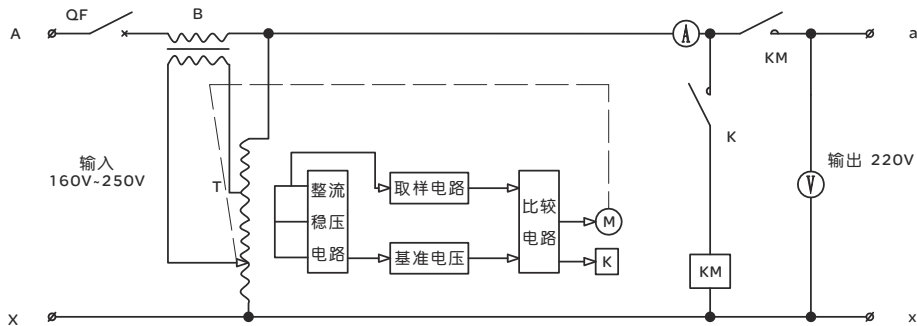 QF
B
A
A
a
KM
K
输入
160V~250V
T
整流
稳压
电路
取样电路
基准电压
比较
电路
M
K
输出 220V
V
KM
X
x